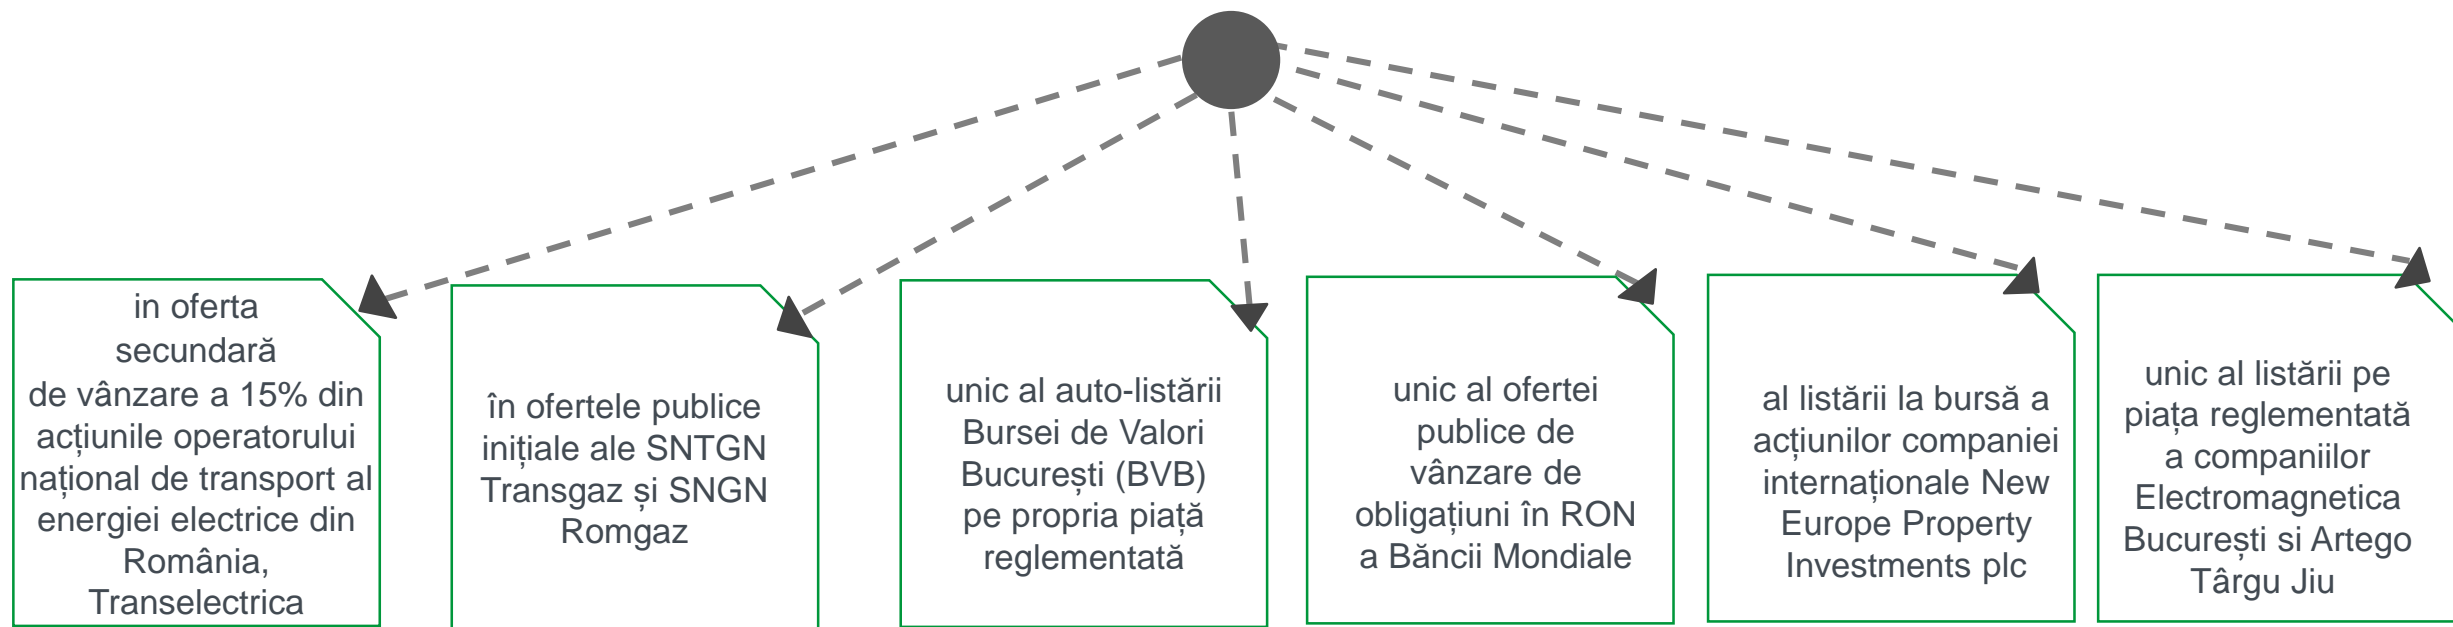 in oferta
secundară
de vânzare a 15% din
acțiunile operatorului
național de transport al
energiei electrice din
România,
Transelectrica
în ofertele publice
inițiale ale SNTGN
Transgaz și SNGN
Romgaz
unic al auto-listării
Bursei de Valori
București (BVB)
pe propria piață
reglementată
unic al ofertei
publice de
vânzare de
obligațiuni în RON
a Băncii Mondiale
al listării la bursă a
acțiunilor companiei
internaționale New
Europe Property
Investments plc
unic al listării pe
piața reglementată
a companiilor
Electromagnetica
București si Artego
Târgu Jiu